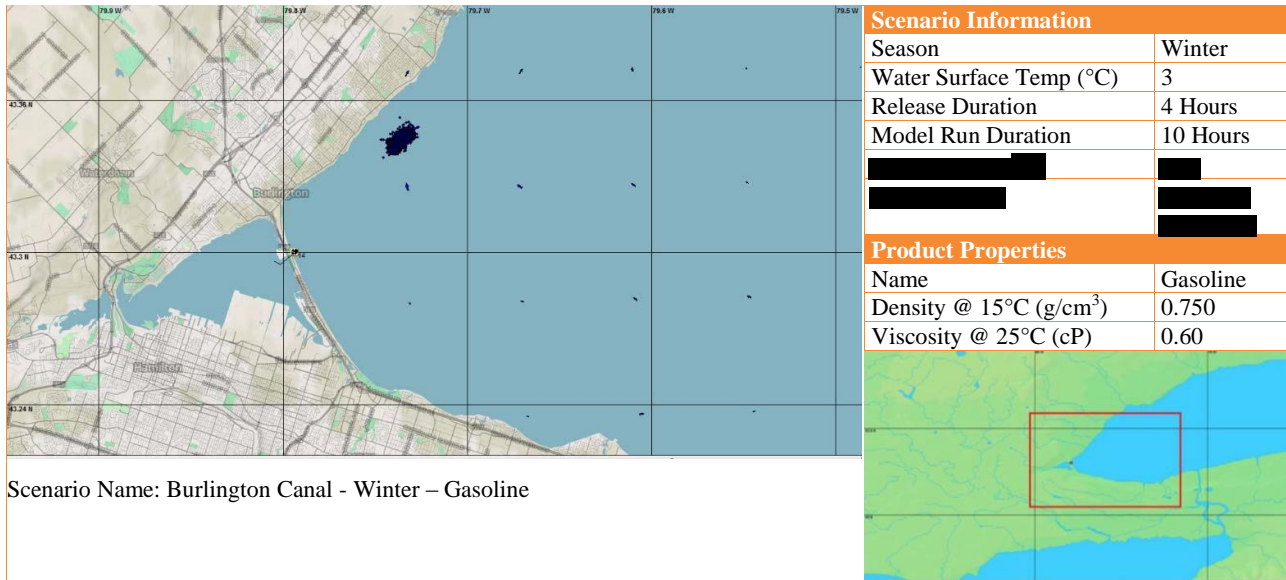 79.9 W 79.8 W 79.7 W 79.6 W 79.5 W
43.36 N
Waterdown
Burlington
43.3 N
Hamilton
43.24 N
Scenario Name: Burlington Canal - Winter – Gasoline
Scenario Information
Season Winter
Water Surface Temp (°C) 3
Release Duration 4 Hours
Model Run Duration 10 Hours
Product Properties
Name Gasoline
Density @ 15°C (g/cm³) 0.750
Viscosity @ 25°C (cP) 0.60